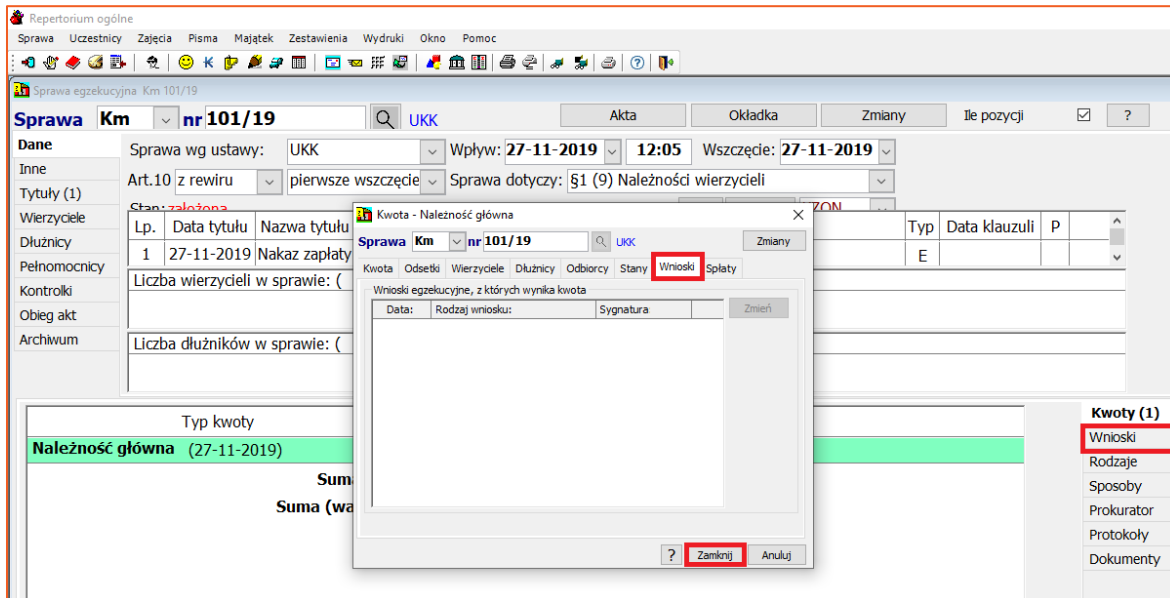 Repertorium ogólne
Sprawa Uczestnicy Zajęcia Pisma Majątek Zestawienia Wydruki Okno Pomoc
Sprawa egzekucyjna Km 101/19
Sprawa Km nr 101/19 UKK Akta Okładka Zmiany Ile pozycji ?
Dane
Inne
Tytuły (1)
Wierzyciele
Dłużnicy
Pełnomocnicy
Kontrolki
Obieg akt
Archiwum
Sprawa wg ustawy: UKK Wpływ: 27-11-2019 12:05 Wszczęcie: 27-11-2019
Art.10 z rewiru pierwsze wszczęcie Sprawa dotyczy: §1 (9) Należności wierzycieli
Stan: założona
Lp. Data tytułu Nazwa tytułu Typ Data klauzuli P
1 27-11-2019 Nakaz zapłaty E
Liczba wierzycieli w sprawie: (
Liczba dłużników w sprawie: (
Kwota - Należność główna
Sprawa Km nr 101/19 UKK Zmiany
Kwota Odsetki Wierzyciele Dłużnicy Odbiorcy Stany Wnioski Spłaty
Wnioski egzekucyjne, z których wynika kwota
Data: Rodzaj wniosku: Sygnatura Zmień
? Zamknij Anuluj
Typ kwoty
Należność główna (27-11-2019)
Suma (wa
Kwoty (1)
Wnioski
Rodzaje
Sposoby
Prokurator
Protokoły
Dokumenty